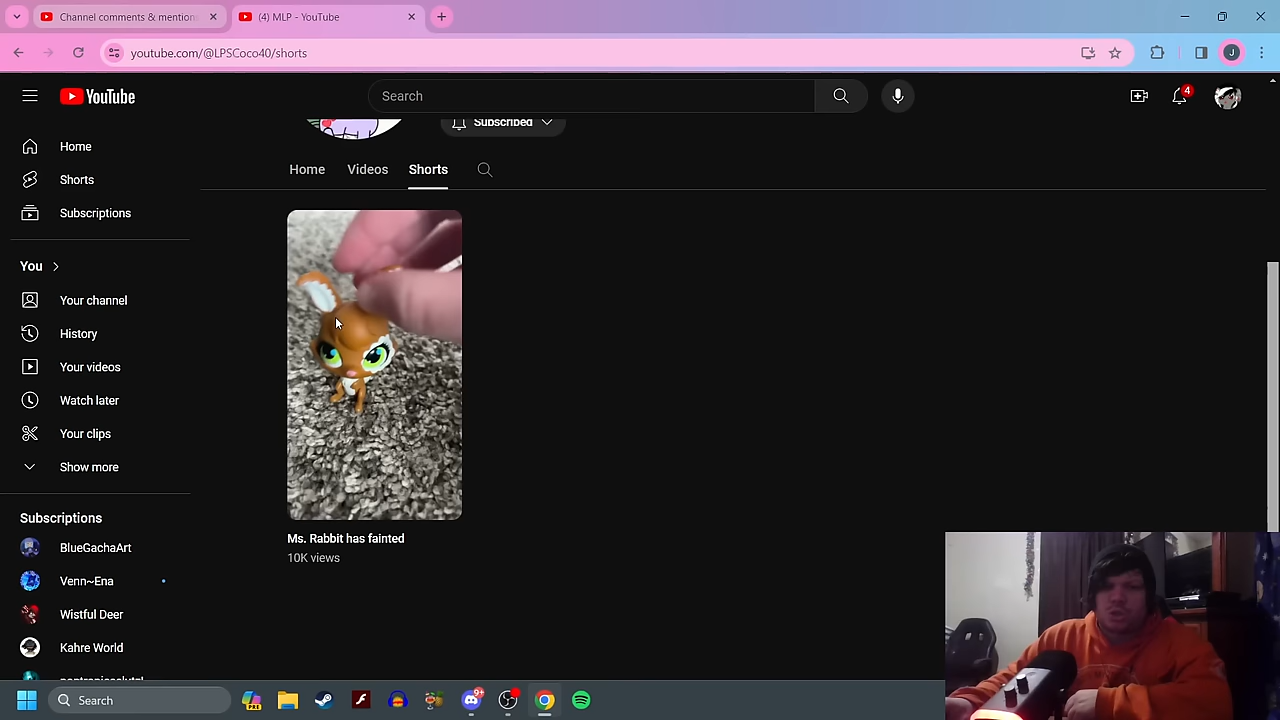 Channel comments & mention
(4) MLP - YouTube
youtube.com/@LPSCoco40/shorts
J
YouTube
Search
4
Subscribed
Home
Shorts
Subscriptions
You
Your channel
History
Your videos
Watch later
Your clips
Show more
Subscriptions
BlueGachaArt
Venn~Ena
Wistful Deer
Kahre World
Home
Videos
Shorts
Ms. Rabbit has fainted
10K views
Search
PRE
9+